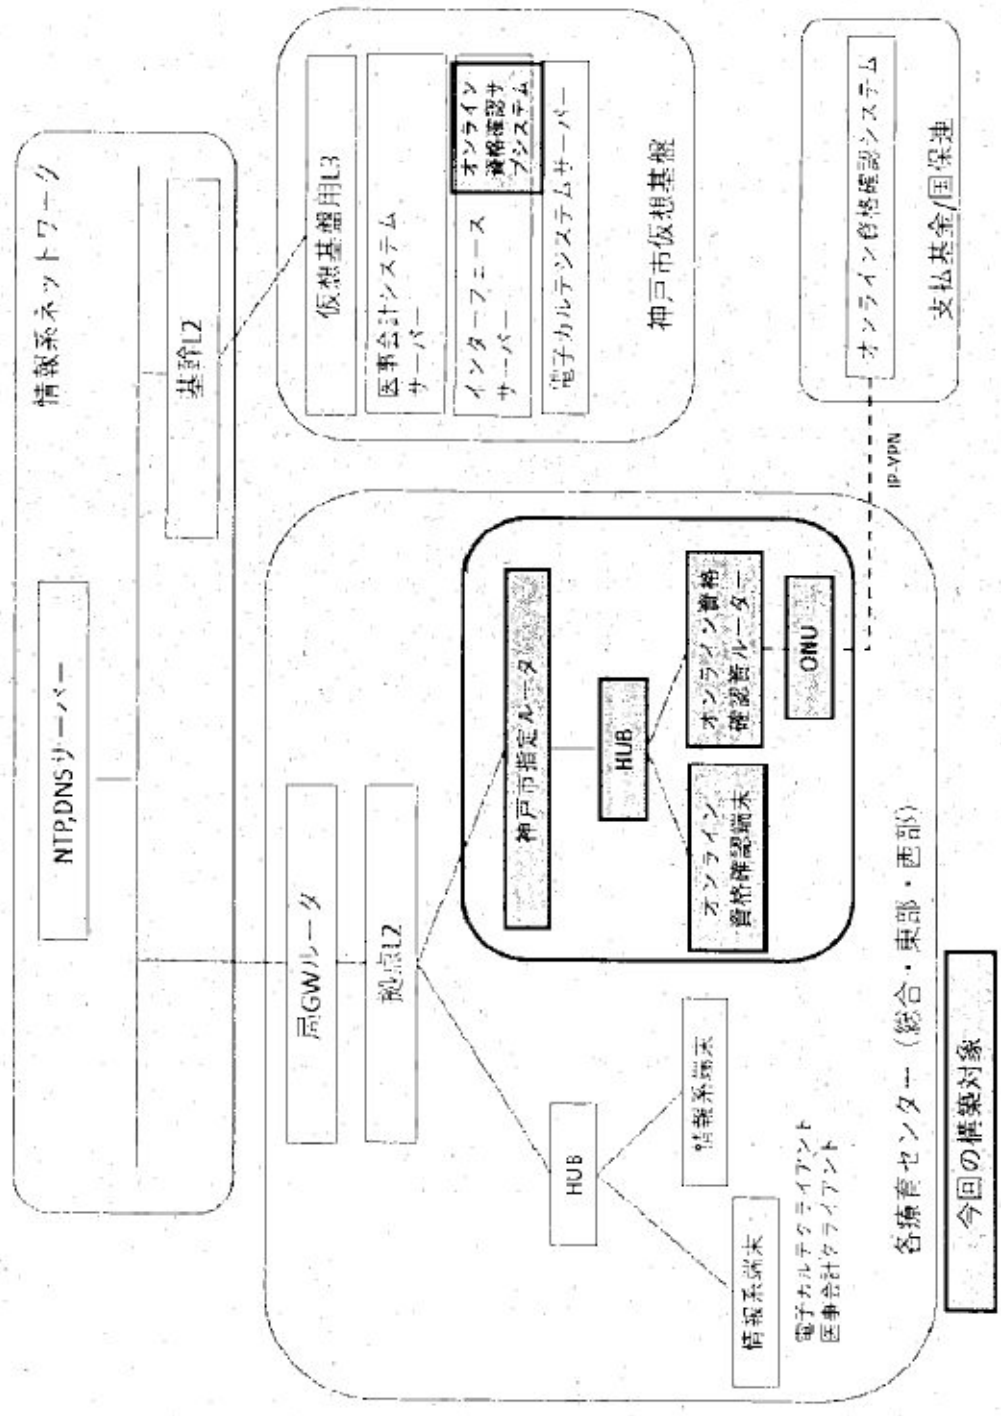 情報系ネットワーク
NTP,DNSサーバー
基幹L2
仮想基盤用L3
医事会計システム
サーバー
インターフェース
サーバー
オンライン
資格確認サ
ブシステム
電子カルテシステムサーバー
神戸市仮想基盤
局GWルータ
拠点L2
HUB
情報系端末
情報系端末
電子カルテクライアント
医事会計クライアント
神戸市指定ルータ
HUB
オンライン
資格確認端末
オンライン資格
確認用ルーター
ONU
各療育センター（総合・東部・西部）
IP-VPN
オンライン資格確認システム
支払基金/国保連
今回の構築対象